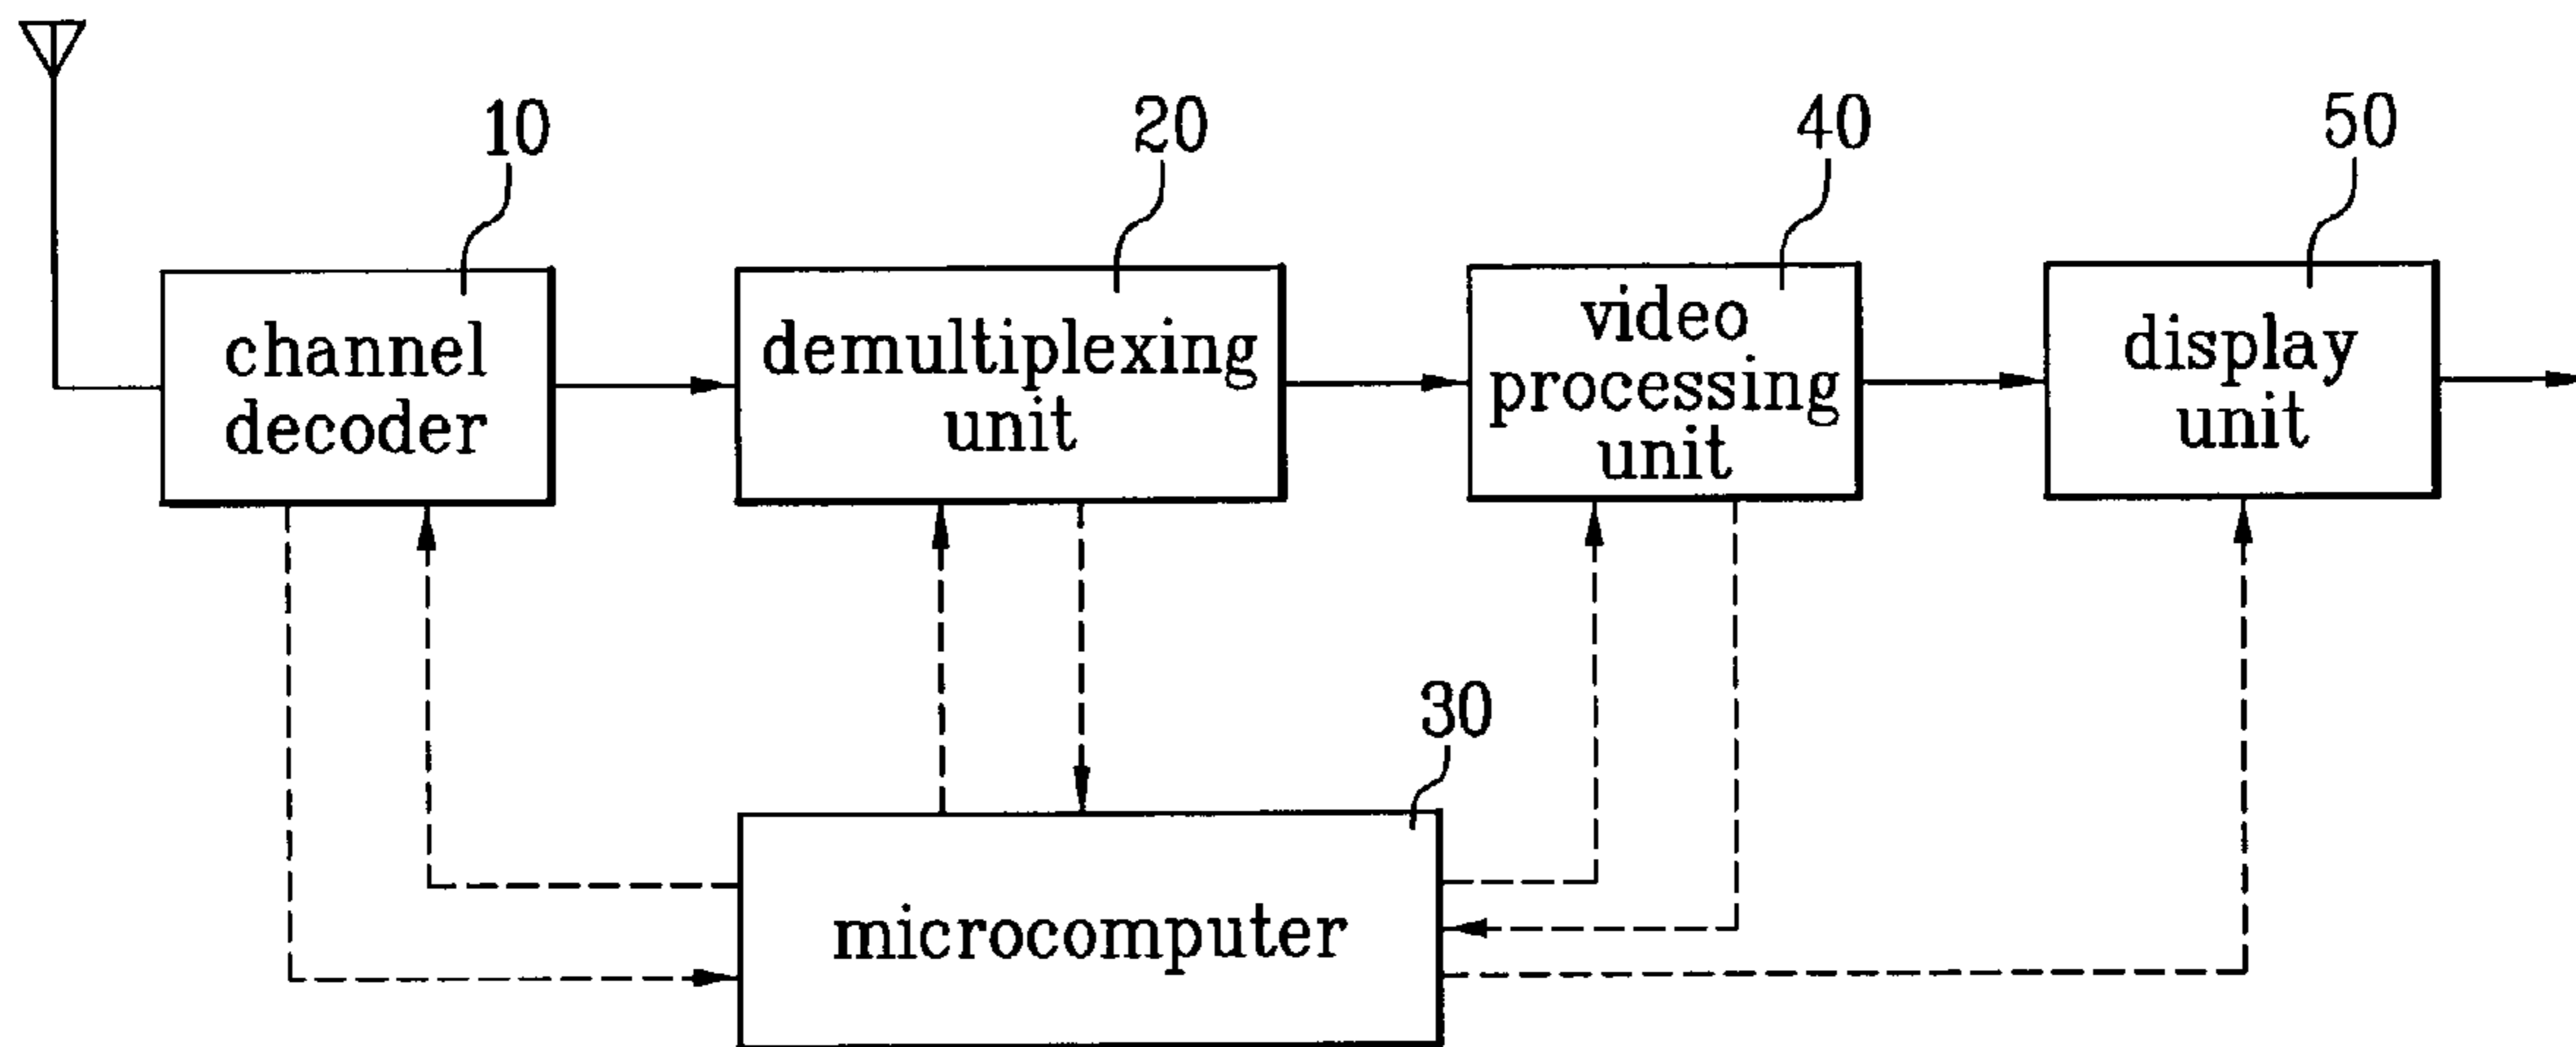 10
20
40
50
channel
decoder
demultiplexing
unit
video
processing
unit
display
unit
30
microcomputer